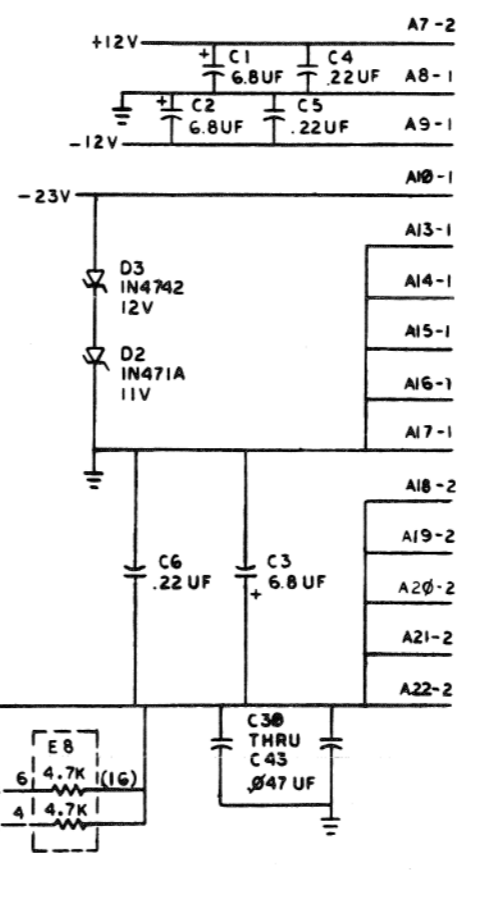 A7-2
+12V
+ C1
6.8UF
C4
.22UF
A8-1
+ C2
6.8UF
C5
.22UF
A9-1
-12V
A10-1
-23V
A13-1
D3
IN4742
12V
A14-1
A15-1
D2
IN471A
11V
A16-1
A17-1
A18-2
A19-2
C6
.22 UF
C3
6.8 UF
+
A20-2
A21-2
A22-2
C30
THRU
C43
.047 UF
E8
6
4.7K
(16)
4
4.7K